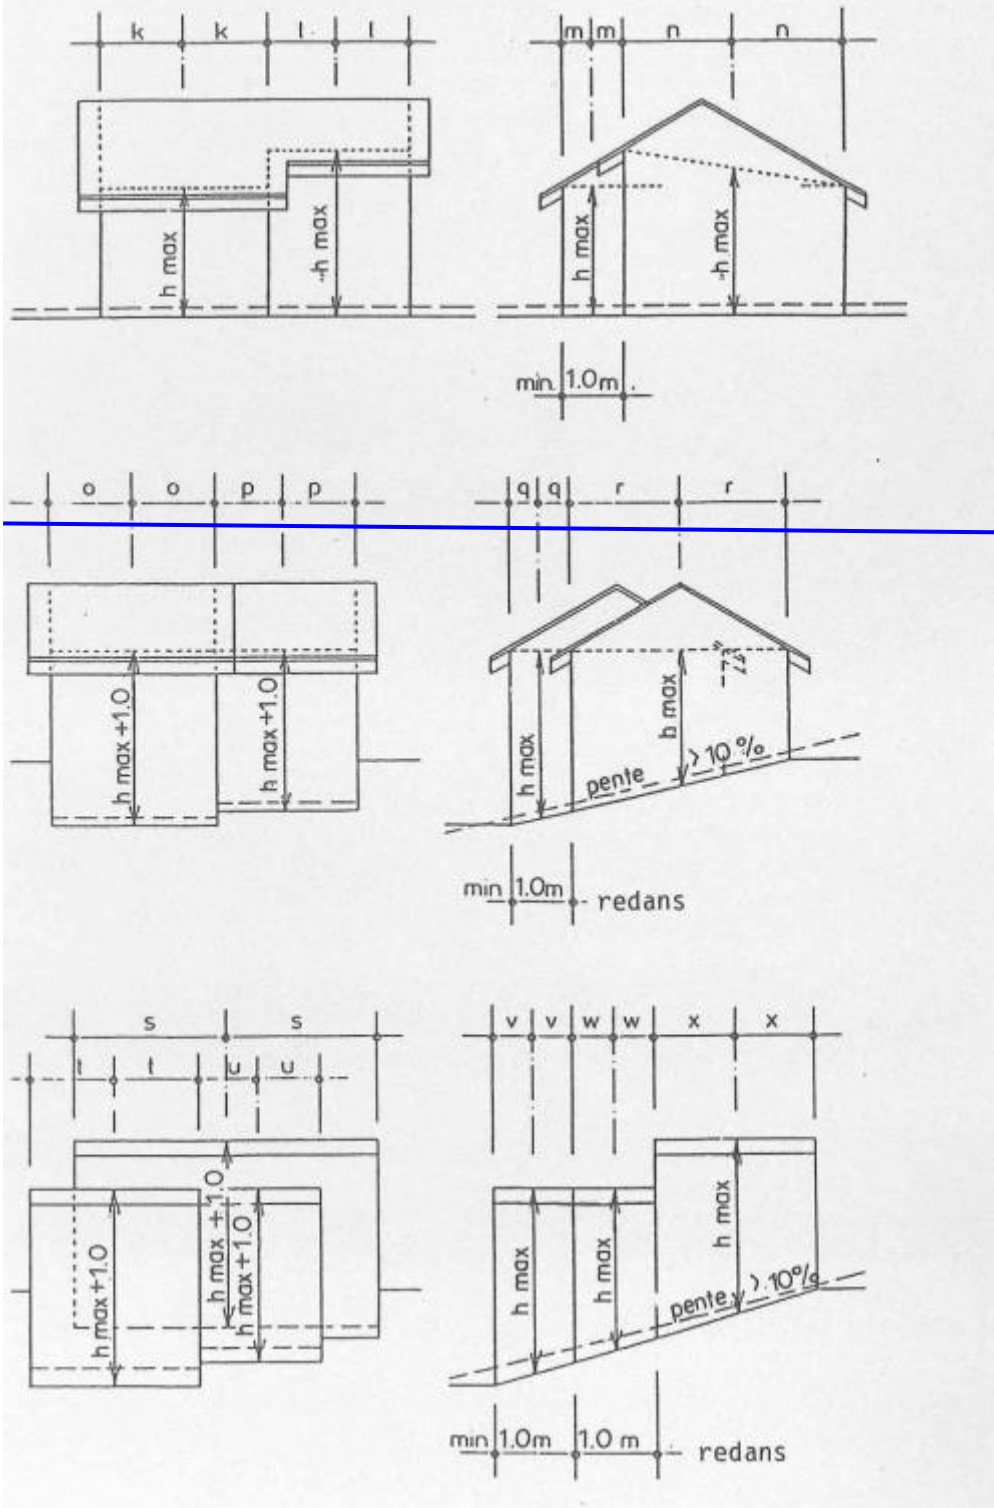 k k l l
m m n n
h max
h max
h max
h max
min. 1.0 m
o o p p
q q r r
h max +1.0
h max +1.0
h max
h max
pente > 10 %
min 1.0m redans
s s
t t u u
v v w w x x
h max +1.0
h max + 1.0
h max +1.0
h max
h max
h max
pente > 10%
min 1.0m 1.0 m redans